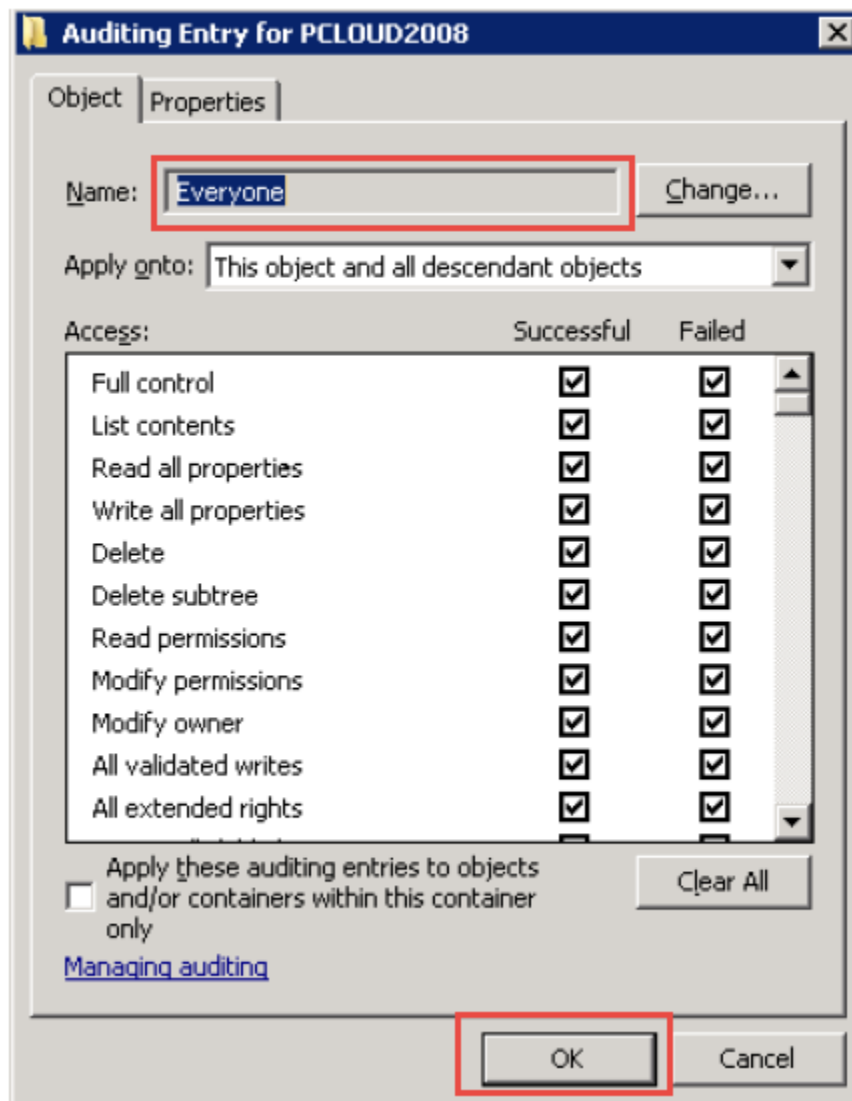 Auditing Entry for PCLOUD2008
Object Properties
Name: Everyone Change...
Apply onto: This object and all descendant objects
Access: Successful Failed
Full control
List contents
Read all properties
Write all properties
Delete
Delete subtree
Read permissions
Modify permissions
Modify owner
All validated writes
All extended rights
Apply these auditing entries to objects
and/or containers within this container
only
Clear All
Managing auditing
OK Cancel